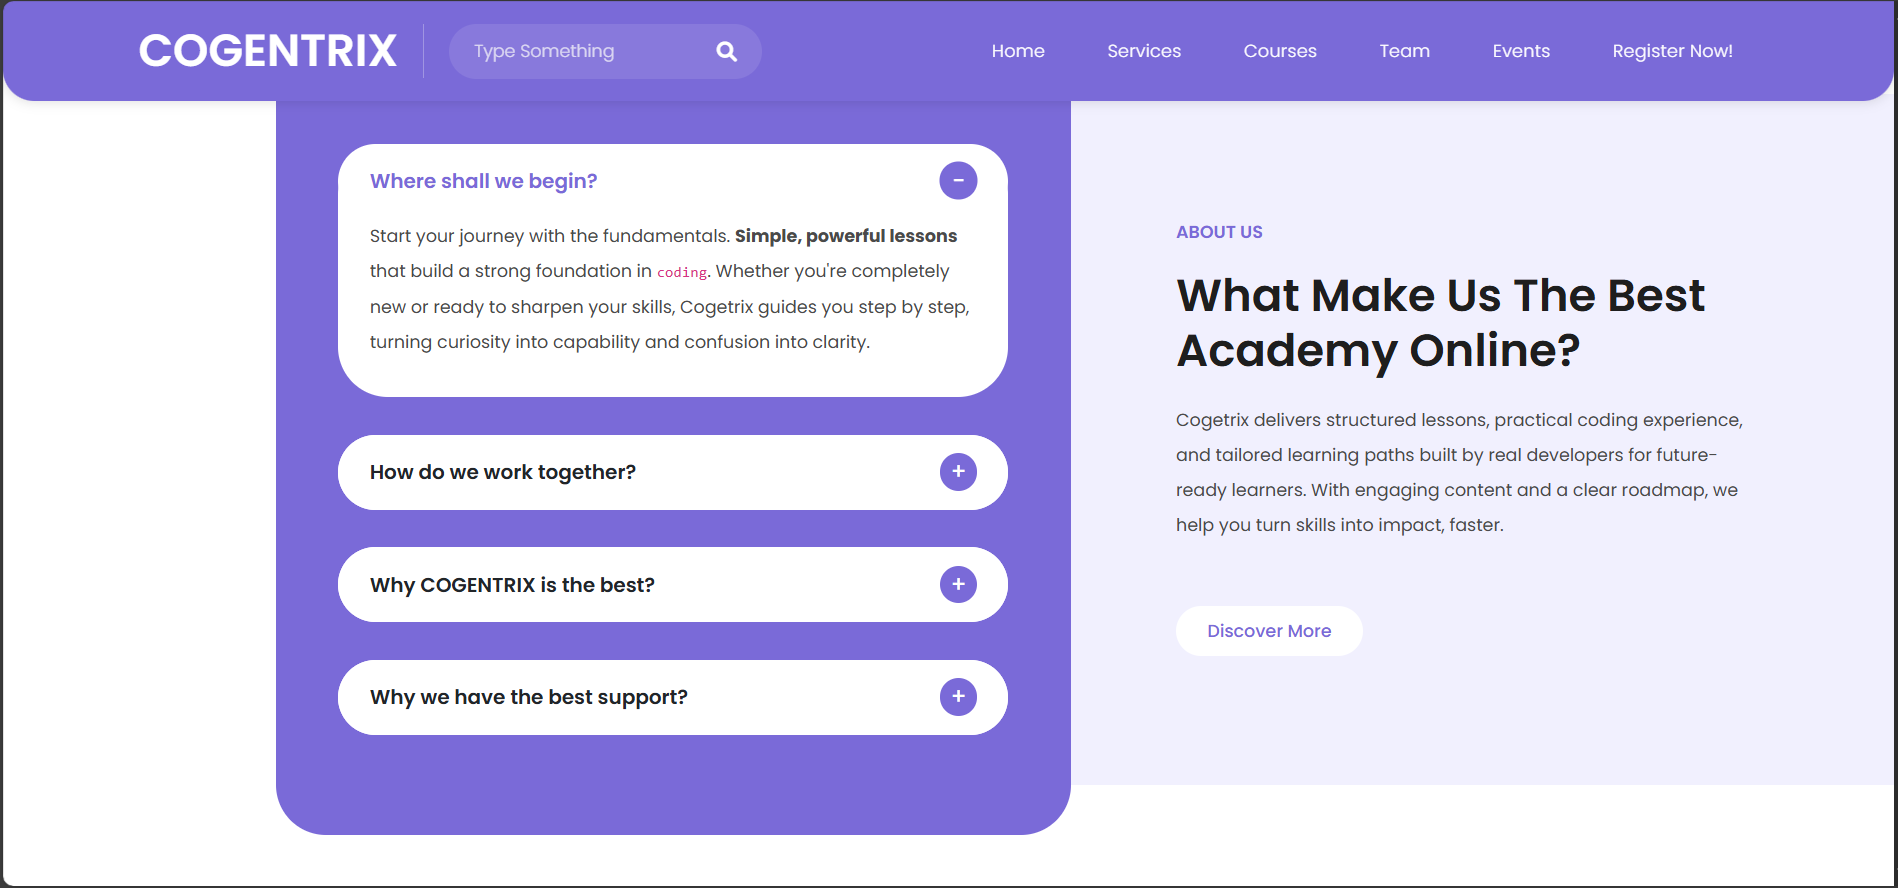 COGENTRIX
Type Something
Home Services Courses Team Events Register Now!
Where shall we begin?
Start your journey with the fundamentals. Simple, powerful lessons
that build a strong foundation in coding. Whether you're completely
new or ready to sharpen your skills, Cogetrix guides you step by step,
turning curiosity into capability and confusion into clarity.
How do we work together?
Why COGENTRIX is the best?
Why we have the best support?
ABOUT US
What Make Us The Best
Academy Online?
Cogetrix delivers structured lessons, practical coding experience,
and tailored learning paths built by real developers for future-
ready learners. With engaging content and a clear roadmap, we
help you turn skills into impact, faster.
Discover More